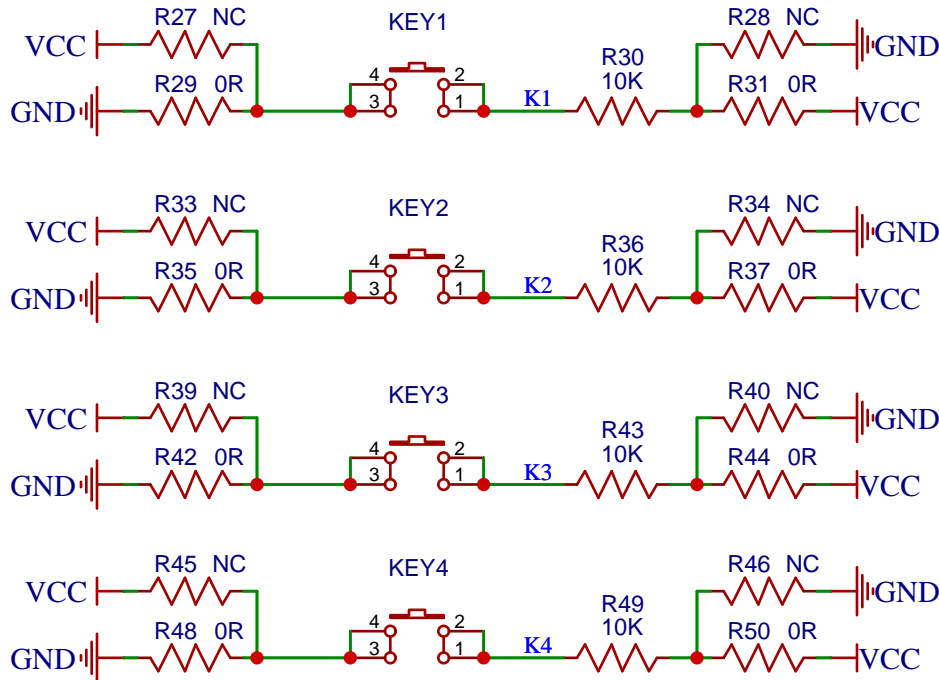 R27 NC KEY1 R28 NC
VCC R30 GND
R29 0R 4 2 10K R31 0R
GND 3 1 K1 VCC
R33 NC KEY2 R34 NC
VCC R36 GND
R35 0R 4 2 10K R37 0R
GND 3 1 K2 VCC
R39 NC KEY3 R40 NC
VCC R43 GND
R42 0R 4 2 10K R44 0R
GND 3 1 K3 VCC
R45 NC KEY4 R46 NC
VCC R49 GND
R48 0R 4 2 10K R50 0R
GND 3 1 K4 VCC